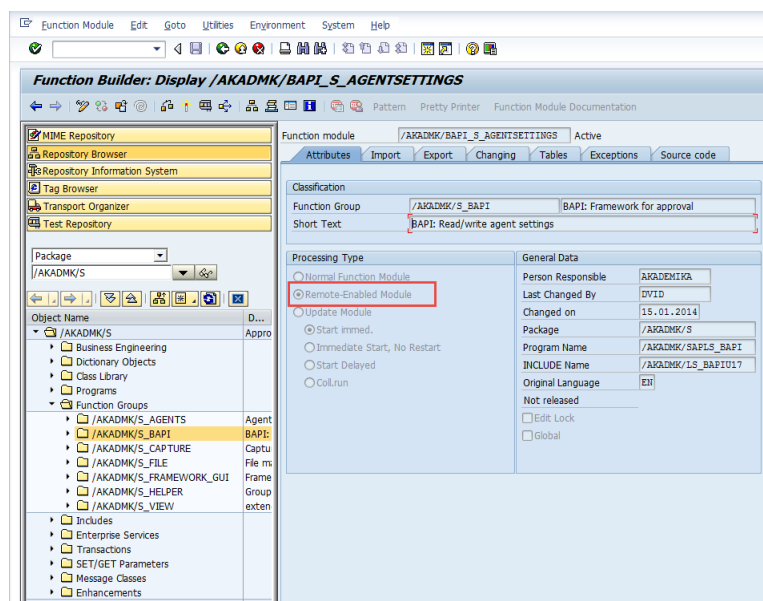 Function Module Edit Goto Utilities Environment System Help
Function Builder: Display /AKADMK/BAPI_S_AGENTSETTINGS
Pattern Pretty Printer Function Module Documentation
MIME Repository
Repository Browser
Repository Information System
Tag Browser
Transport Organizer
Test Repository
Package
/AKADMK/S
Object Name D...
/AKADMK/S Appro
Business Engineering
Dictionary Objects
Class Library
Programs
Function Groups
/AKADMK/S_AGENTS Agent
/AKADMK/S_BAPI BAPI:
/AKADMK/S_CAPTURE Captu
/AKADMK/S_FILE File ma
/AKADMK/S_FRAMEWORK_GUI Frame
/AKADMK/S_HELPER Group
/AKADMK/S_VIEW exten
Includes
Enterprise Services
Transactions
SET/GET Parameters
Message Classes
Enhancements
Function module /AKADMK/BAPI_S_AGENTSETTINGS Active
Attributes Import Export Changing Tables Exceptions Source code
Classification
Function Group /AKADMK/S_BAPI BAPI: Framework for approval
Short Text BAPI: Read/write agent settings
Processing Type
Normal Function Module
Remote-Enabled Module
Update Module
Start immed.
Immediate Start, No Restart
Start Delayed
Coll.run
General Data
Person Responsible AKADEMIKA
Last Changed By DVID
Changed on 15.01.2014
Package /AKADMK/S
Program Name /AKADMK/SAPLS_BAPI
INCLUDE Name /AKADMK/LS_BAPIU17
Original Language EN
Not released
Edit Lock
Global